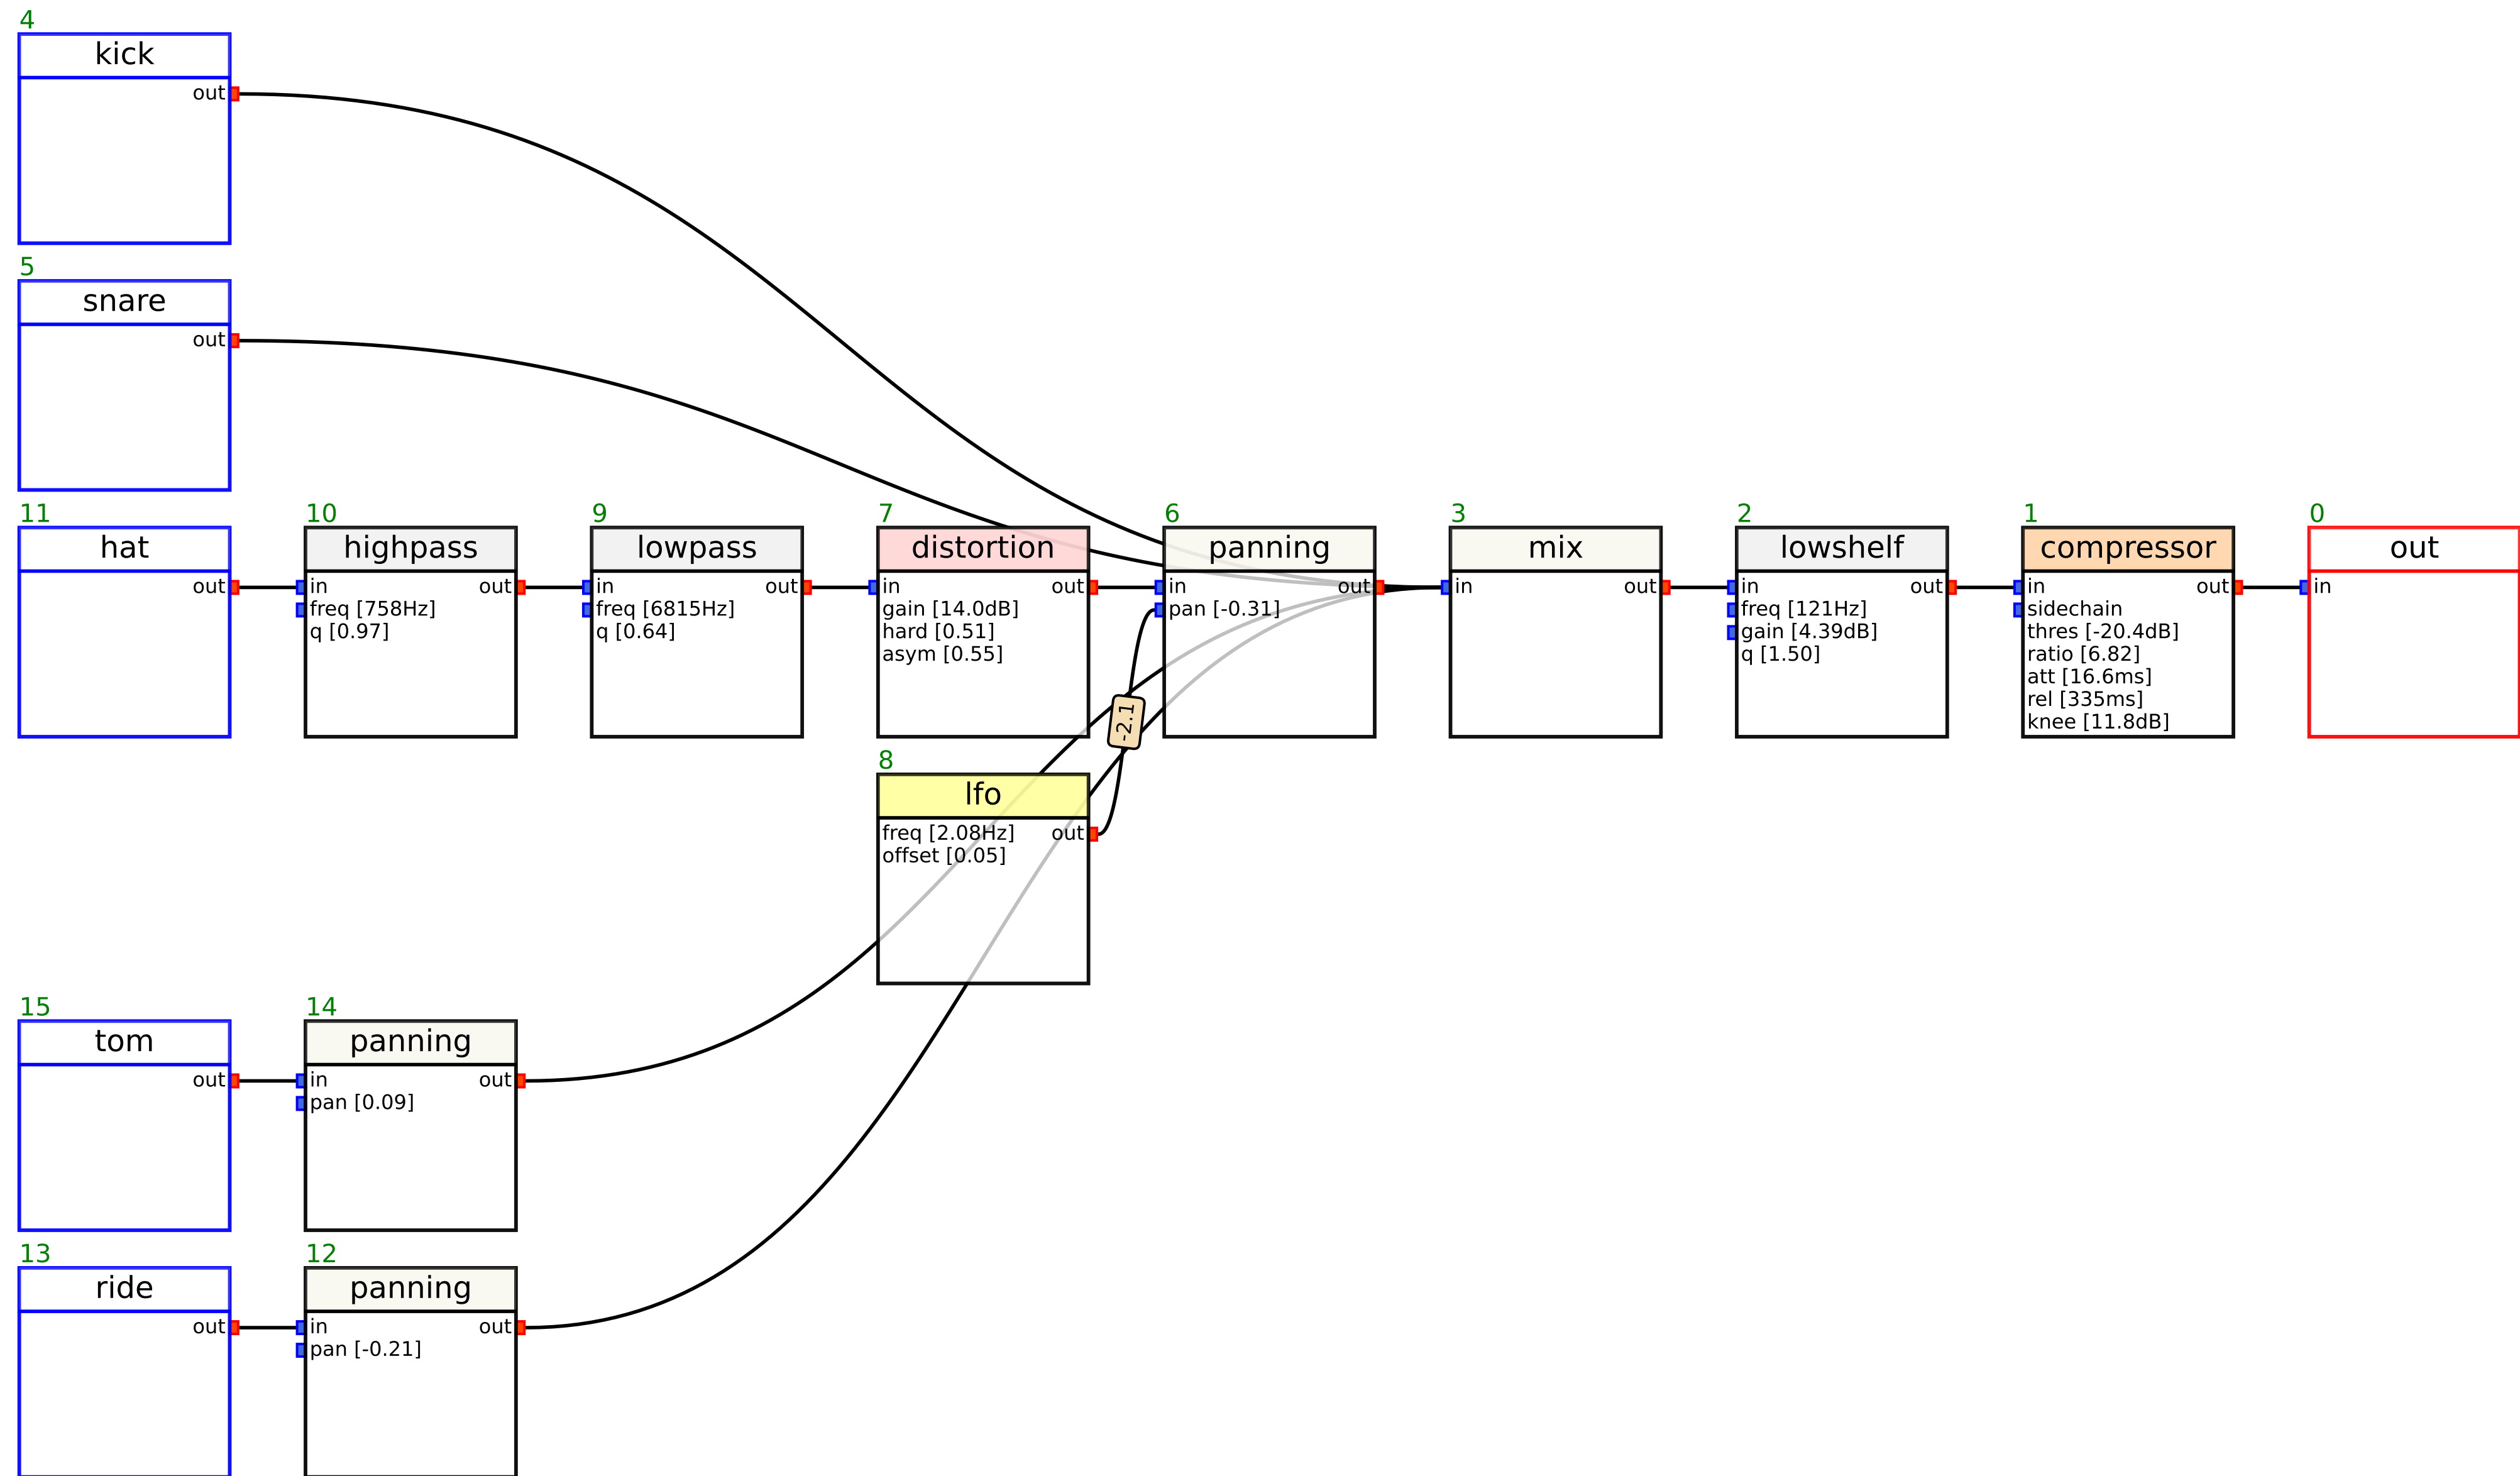 4
kick
out
5
snare
out
11
hat
out
10
highpass
in out
freq [758Hz]
q [0.97]
9
lowpass
in out
freq [6815Hz]
q [0.64]
7
distortion
in out
gain [14.0dB]
hard [0.51]
asym [0.55]
6
panning
in out
pan [-0.31]
3
mix
in out
2
lowshelf
in out
freq [121Hz]
gain [4.39dB]
q [1.50]
1
compressor
in out
sidechain
thres [-20.4dB]
ratio [6.82]
att [16.6ms]
rel [335ms]
knee [11.8dB]
0
out
in
-2.1
8
lfo
freq [2.08Hz] out
offset [0.05]
15
tom
out
14
panning
in out
pan [0.09]
13
ride
out
12
panning
in out
pan [-0.21]